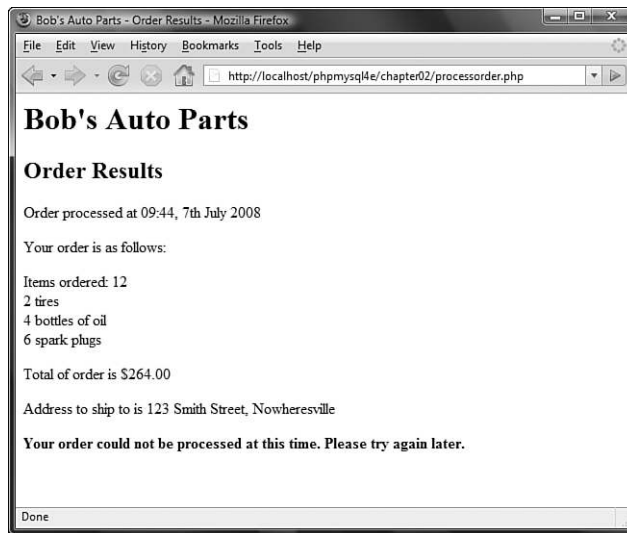 Bob's Auto Parts - Order Results - Mozilla Firefox
File Edit View History Bookmarks Tools Help
http://localhost/phpmysql4e/chapter02/processorder.php
Bob's Auto Parts
Order Results
Order processed at 09:44, 7th July 2008
Your order is as follows:
Items ordered: 12
2 tires
4 bottles of oil
6 spark plugs
Total of order is $264.00
Address to ship to is 123 Smith Street, Nowheresville
Your order could not be processed at this time. Please try again later.
Done